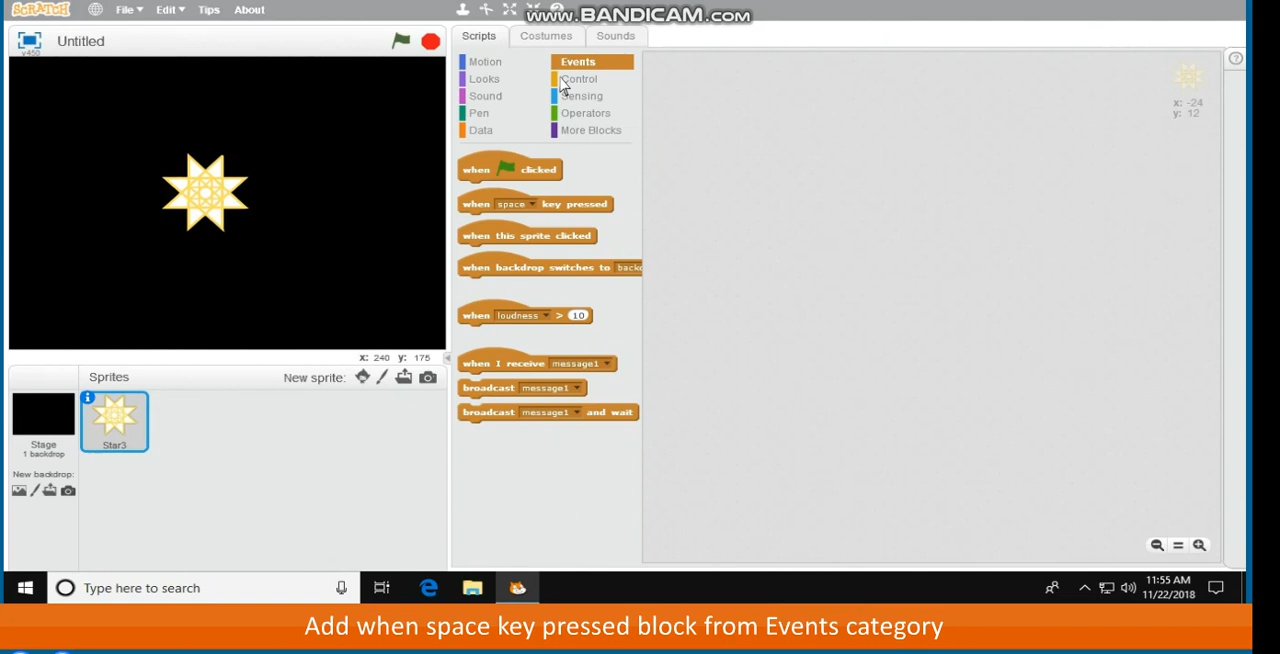 www.BANDICAM.com
SCRATCH File Edit Tips About
v450 Untitled
Scripts Costumes Sounds
Motion Events
Looks Control
Sound Sensing
Pen Operators
Data More Blocks
when clicked
when space key pressed
when this sprite clicked
when backdrop switches to
when loudness > 10
when I receive message1
broadcast message1
broadcast message1 and wait
x: -24
y: 12
x: 240 y: 175
Sprites New sprite:
Stage
1 backdrop
Star3
New backdrop:
Type here to search
11:55 AM
11/22/2018
Add when space key pressed block from Events category